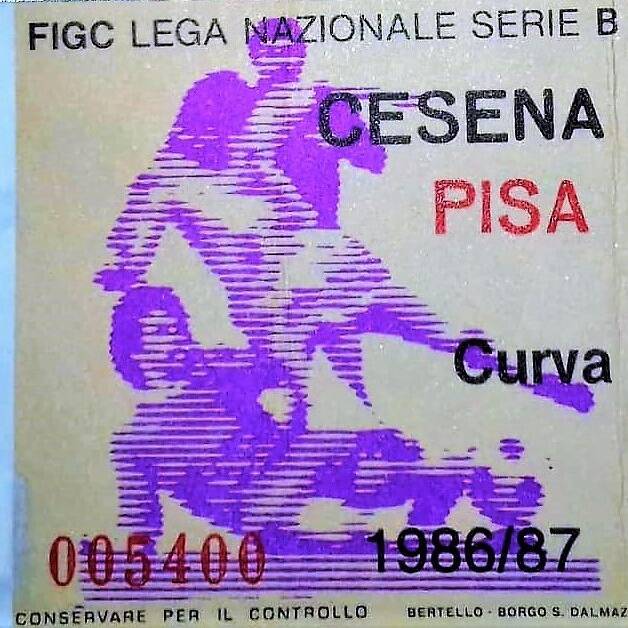 FIGC LEGA NAZIONALE SERIE B
CESENA
PISA
Curva
005400 1986/87
CONSERVARE PER IL CONTROLLO BERTELLO - BORGO S. DALMAZ